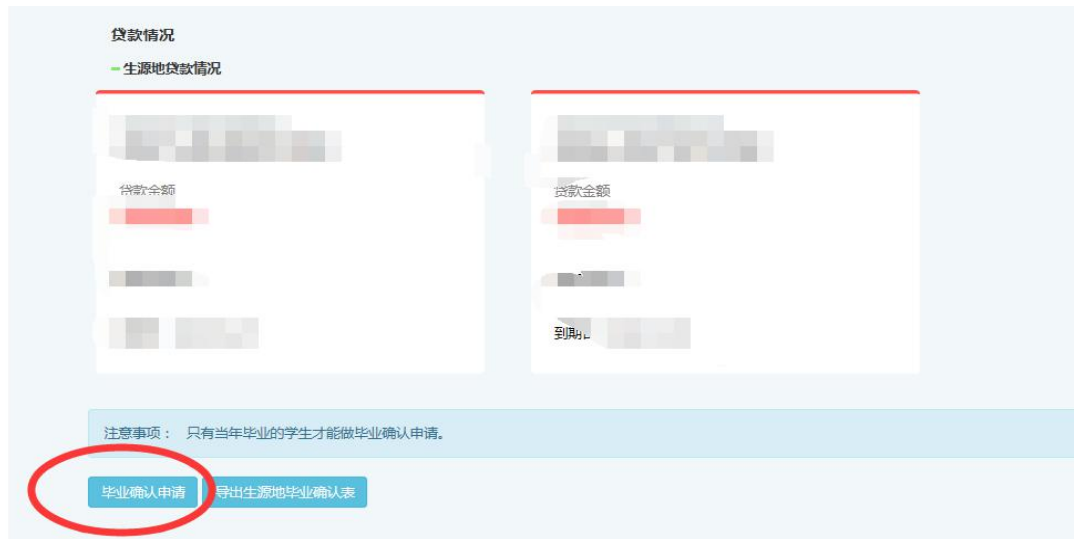 贷款情况
生源地贷款情况
贷款金额
贷款金额
到期
注意事项： 只有当年毕业的学生才能做毕业确认申请。
毕业确认申请
导出生源地毕业确认表